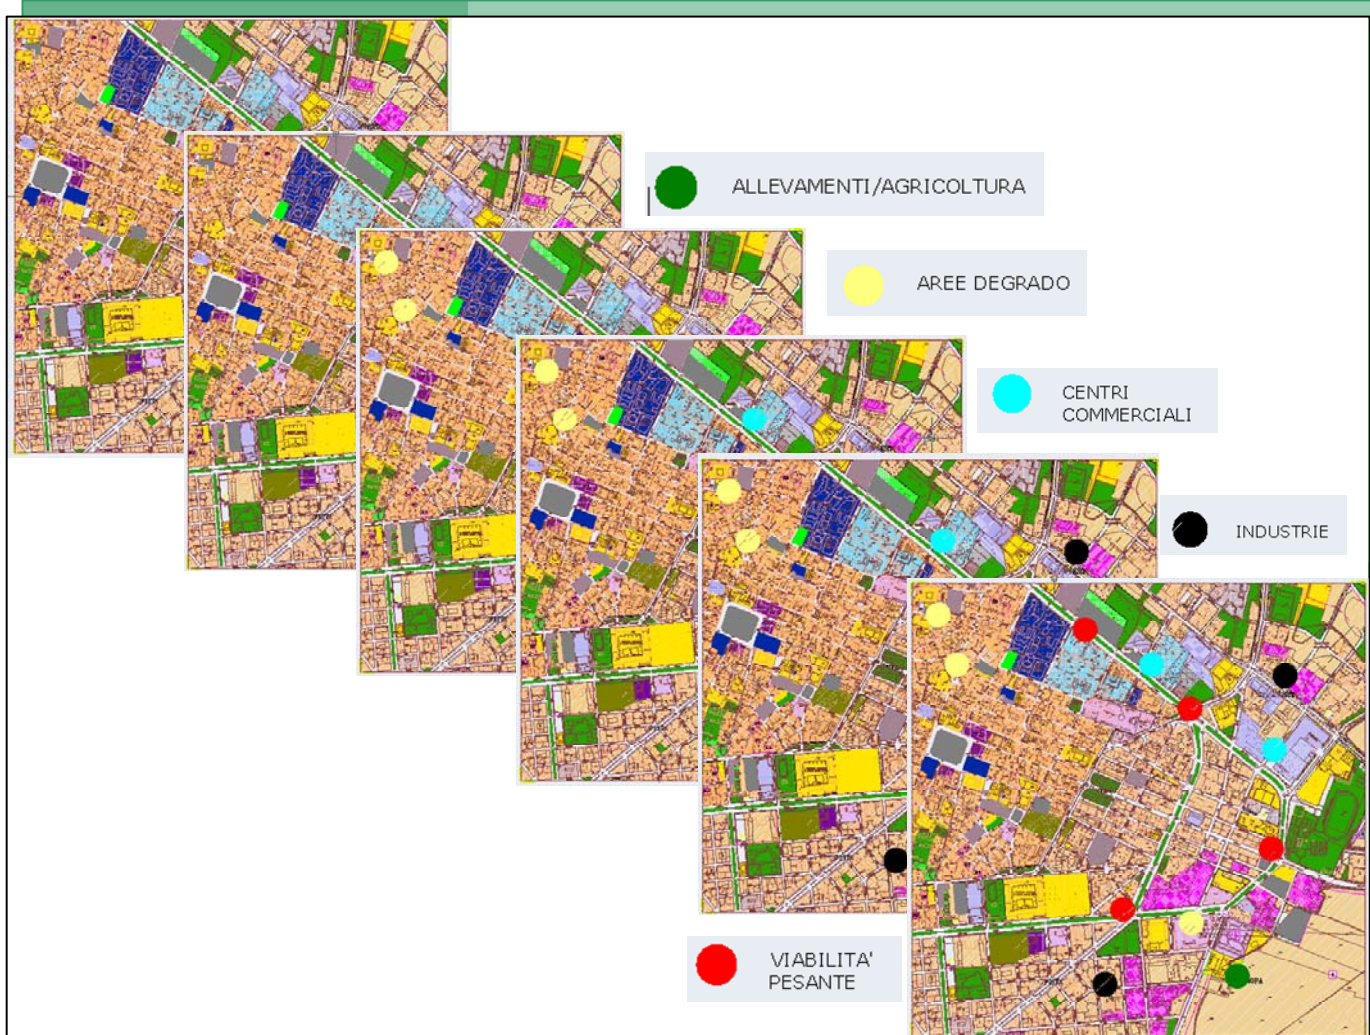 ALLEVAMENTI/AGRICOLTURA
AREE DEGRADO
CENTRI
COMMERCIALI
INDUSTRIE
VIABILITA'
PESANTE